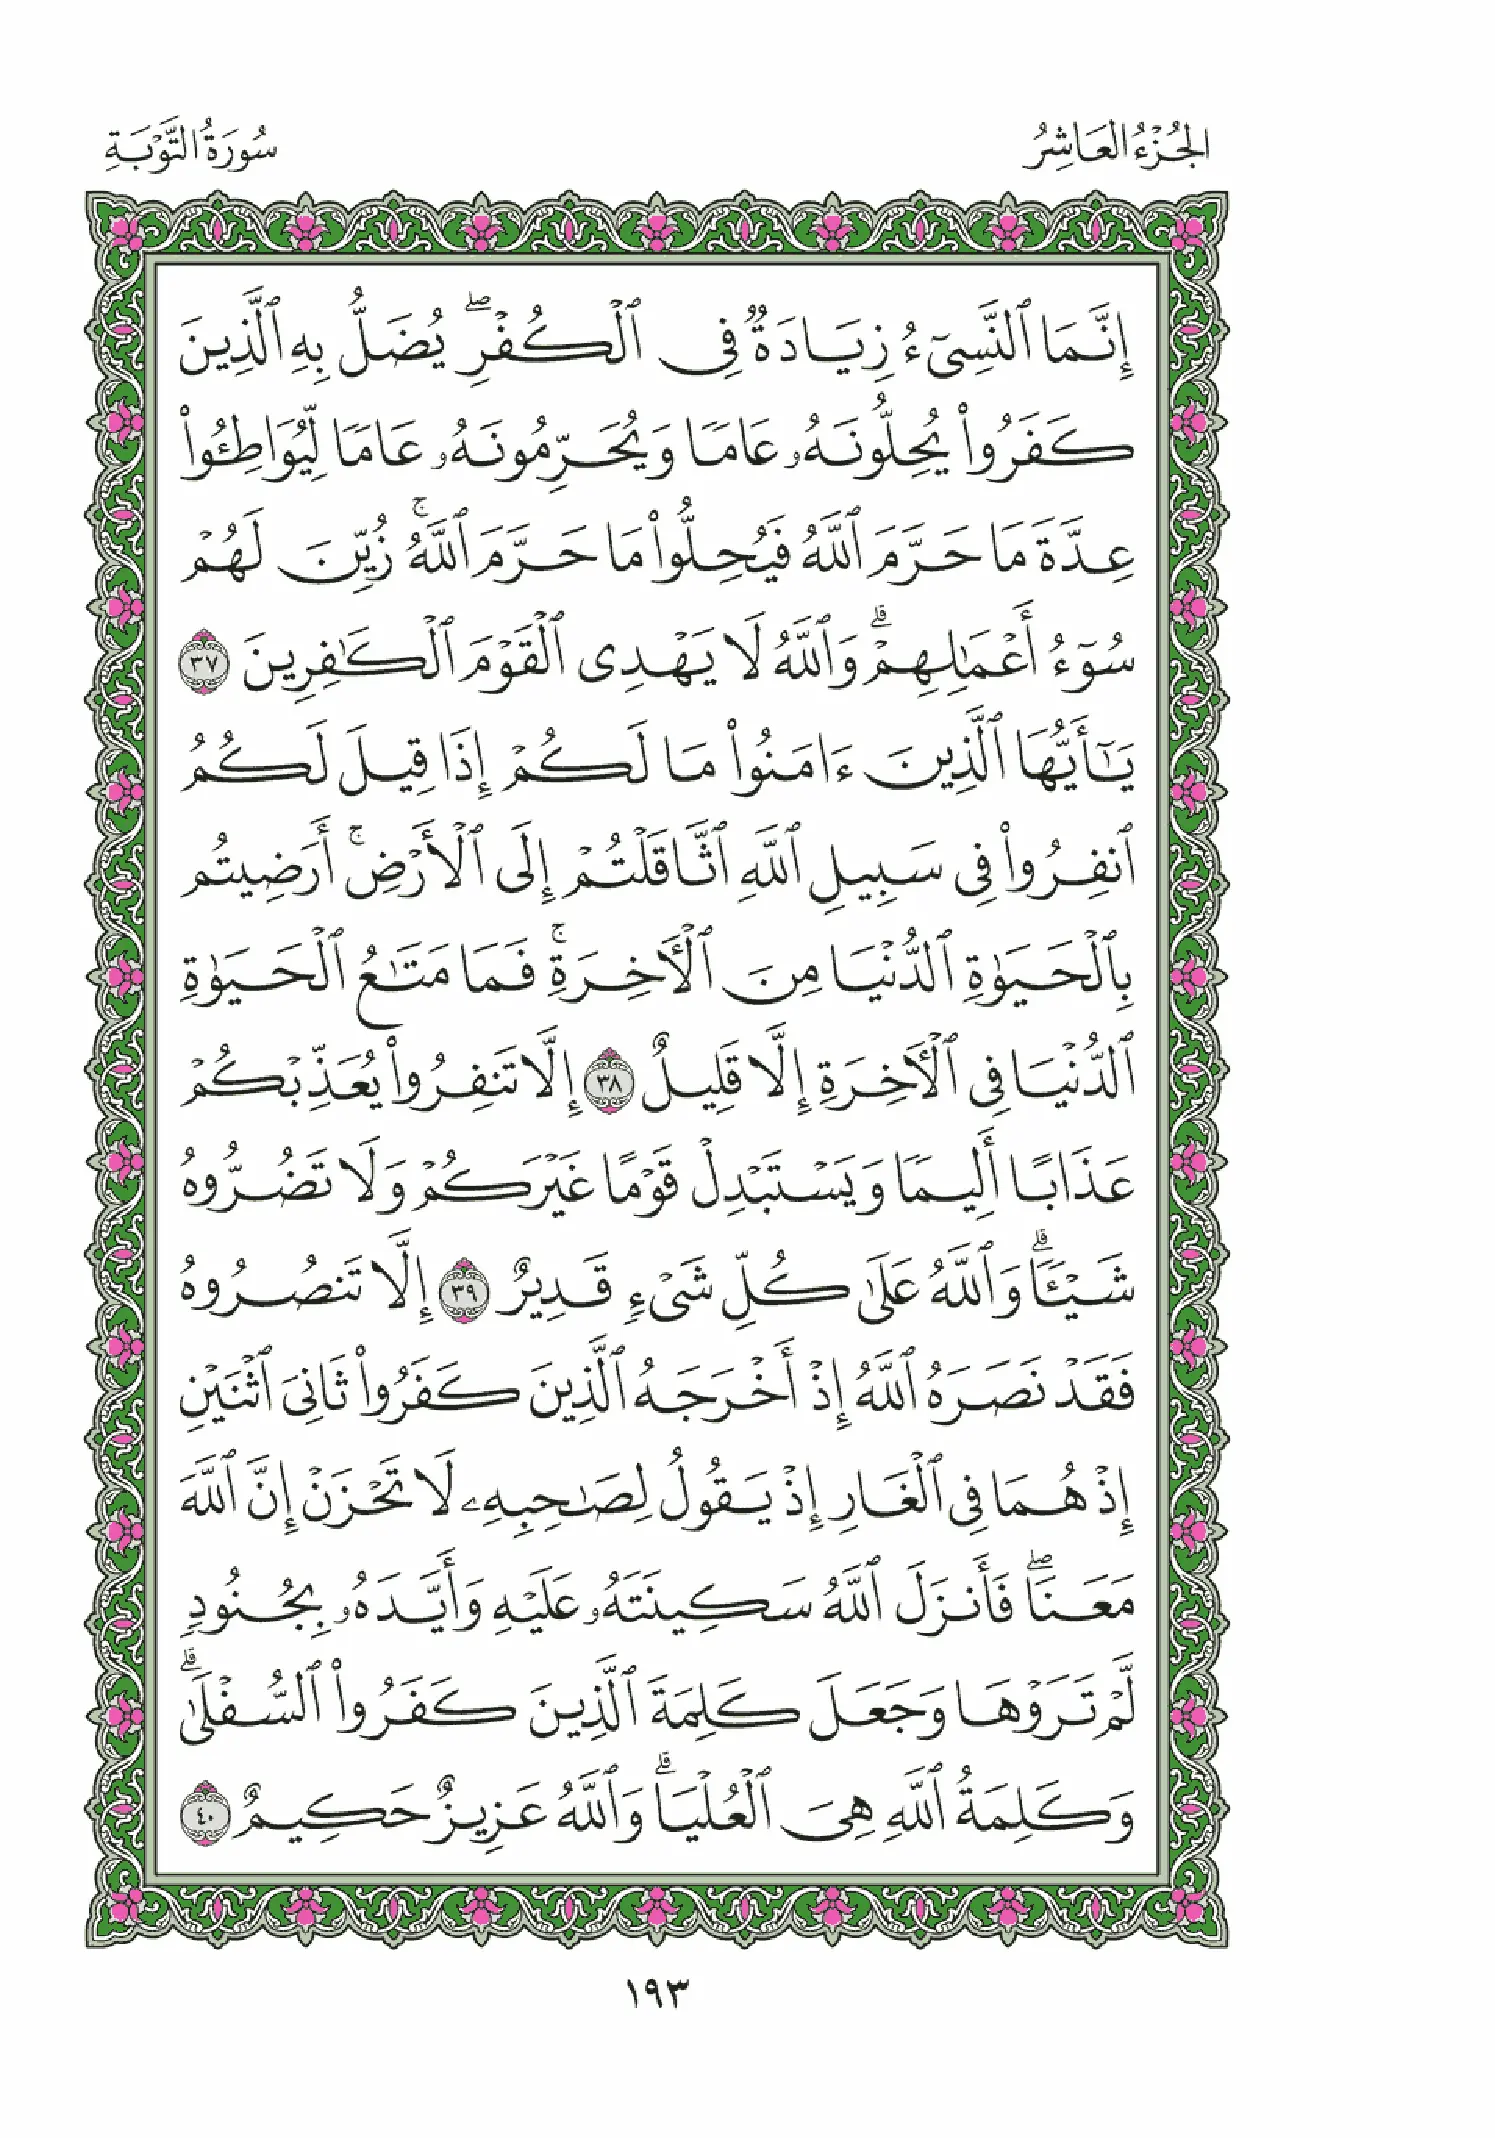 الجُزْءُ العَاشِرُ
سُورَةُ التَّوْبَةِ
إِنَّمَا ٱلنَّسِىٓءُ زِيَادَةٌ فِى ٱلْكُفْرِ ۖ يُضَلُّ بِهِ ٱلَّذِينَ
كَفَرُوا۟ يُحِلُّونَهُۥ عَامًا وَيُحَرِّمُونَهُۥ عَامًا لِّيُوَاطِـُٔوا۟
عِدَّةَ مَا حَرَّمَ ٱللَّهُ فَيُحِلُّوا۟ مَا حَرَّمَ ٱللَّهُ ۚ زُيِّنَ لَهُمْ
سُوٓءُ أَعْمَـٰلِهِمْ ۗ وَٱللَّهُ لَا يَهْدِى ٱلْقَوْمَ ٱلْكَـٰفِرِينَ ٣٧
يَـٰٓأَيُّهَا ٱلَّذِينَ ءَامَنُوا۟ مَا لَكُمْ إِذَا قِيلَ لَكُمُ
ٱنفِرُوا۟ فِى سَبِيلِ ٱللَّهِ ٱثَّاقَلْتُمْ إِلَى ٱلْأَرْضِ ۚ أَرَضِيتُم
بِٱلْحَيَوٰةِ ٱلدُّنْيَا مِنَ ٱلْـَٔاخِرَةِ ۚ فَمَا مَتَـٰعُ ٱلْحَيَوٰةِ
ٱلدُّنْيَا فِى ٱلْـَٔاخِرَةِ إِلَّا قَلِيلٌ ٣٨ إِلَّا تَنفِرُوا۟ يُعَذِّبْكُمْ
عَذَابًا أَلِيمًا وَيَسْتَبْدِلْ قَوْمًا غَيْرَكُمْ وَلَا تَضُرُّوهُ
شَيْـًٔا ۗ وَٱللَّهُ عَلَىٰ كُلِّ شَىْءٍ قَدِيرٌ ٣٩ إِلَّا تَنصُرُوهُ
فَقَدْ نَصَرَهُ ٱللَّهُ إِذْ أَخْرَجَهُ ٱلَّذِينَ كَفَرُوا۟ ثَانِىَ ٱثْنَيْنِ
إِذْ هُمَا فِى ٱلْغَارِ إِذْ يَقُولُ لِصَـٰحِبِهِۦ لَا تَحْزَنْ إِنَّ ٱللَّهَ
مَعَنَا ۖ فَأَنزَلَ ٱللَّهُ سَكِينَتَهُۥ عَلَيْهِ وَأَيَّدَهُۥ بِجُنُودٍ
لَّمْ تَرَوْهَا وَجَعَلَ كَلِمَةَ ٱلَّذِينَ كَفَرُوا۟ ٱلسُّفْلَىٰ ۗ
وَكَلِمَةُ ٱللَّهِ هِىَ ٱلْعُلْيَا ۗ وَٱللَّهُ عَزِيزٌ حَكِيمٌ ٤٠
١٩٣